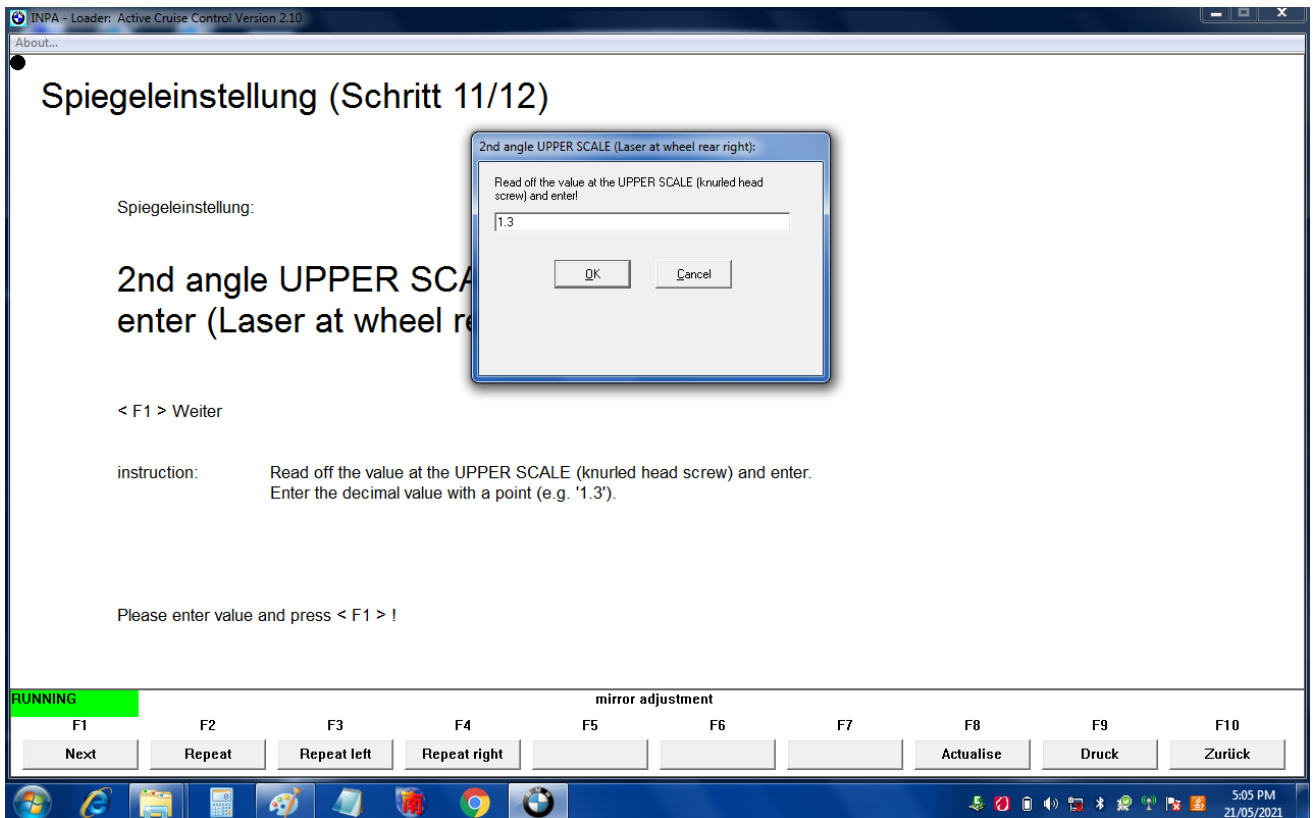 INPA - Loader: Active Cruise Control Version 2.10
About...
Spiegeleinstellung (Schritt 11/12)
2nd angle UPPER SCALE (Laser at wheel rear right):
Read off the value at the UPPER SCALE (knurled head
screw) and enter!
1.3
OK
Cancel
Spiegeleinstellung:
2nd angle UPPER SCA
enter (Laser at wheel re
< F1 > Weiter
instruction: Read off the value at the UPPER SCALE (knurled head screw) and enter.
Enter the decimal value with a point (e.g. '1.3').
Please enter value and press < F1 > !
RUNNING mirror adjustment
F1 F2 F3 F4 F5 F6 F7 F8 F9 F10
Next Repeat Repeat left Repeat right Actualise Druck Zurück
5:05 PM
21/05/2021